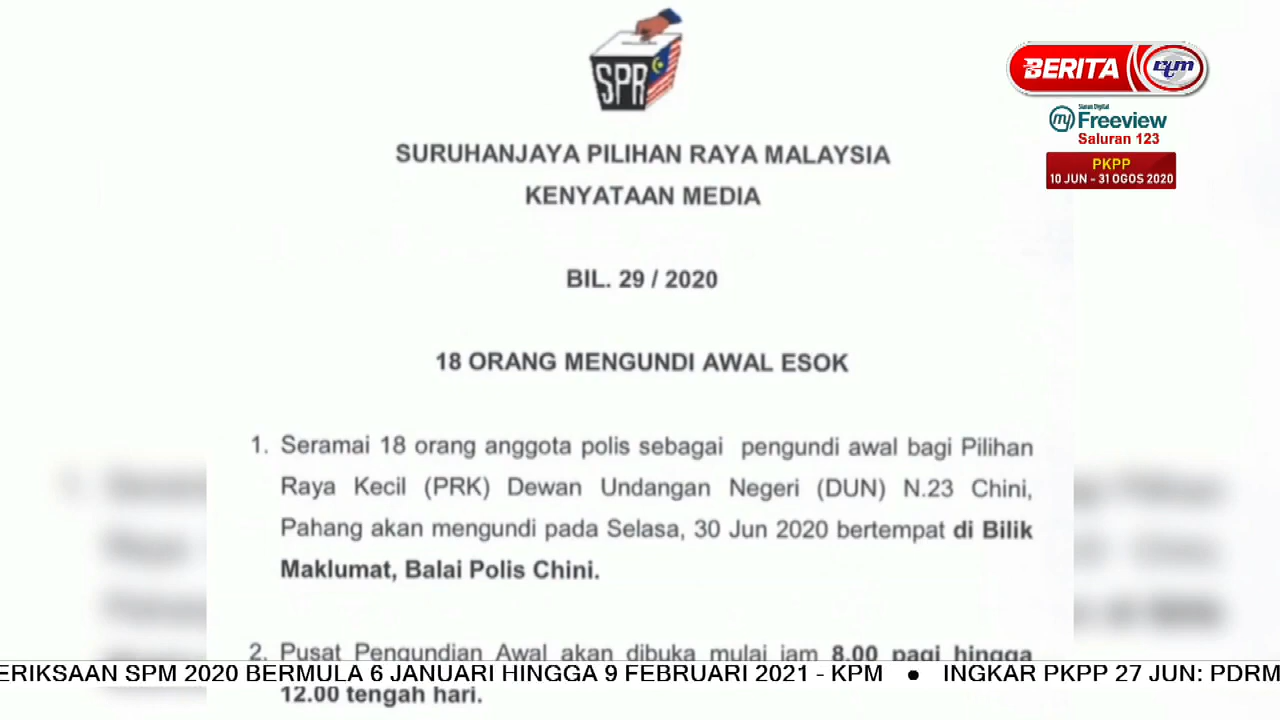 SPR
BERITA rtm
Siaran Digital
my Freeview
Saluran 123
PKPP
10 JUN - 31 OGOS 2020
SURUHANJAYA PILIHAN RAYA MALAYSIA
KENYATAAN MEDIA
BIL. 29 / 2020
18 ORANG MENGUNDI AWAL ESOK
1. Seramai 18 orang anggota polis sebagai pengundi awal bagi Pilihan
Raya Kecil (PRK) Dewan Undangan Negeri (DUN) N.23 Chini,
Pahang akan mengundi pada Selasa, 30 Jun 2020 bertempat di Bilik
Maklumat, Balai Polis Chini.
2. Pusat Pengundian Awal akan dibuka mulai jam 8.00 pagi hingga
12.00 tengah hari.
ERIKSAAN SPM 2020 BERMULA 6 JANUARI HINGGA 9 FEBRUARI 2021 - KPM • INGKAR PKPP 27 JUN: PDRM